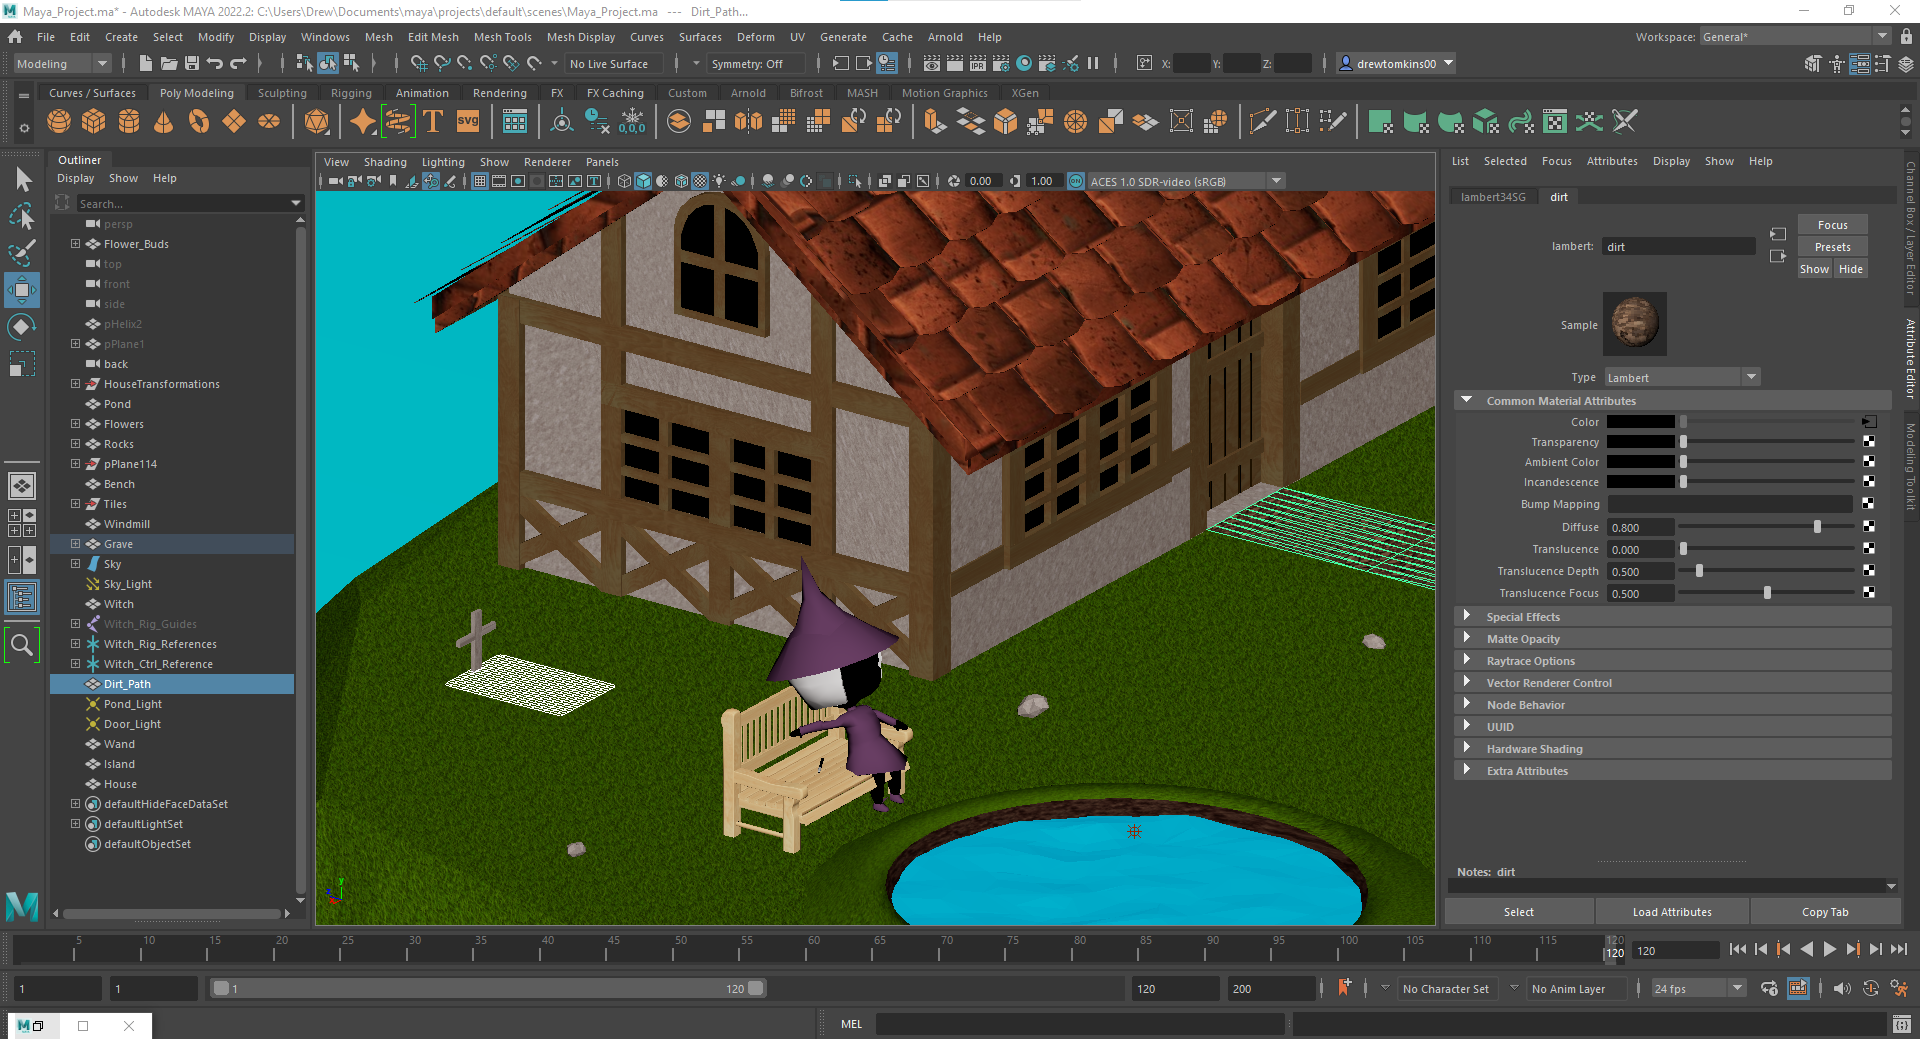 Maya_Project.ma* - Autodesk MAYA 2022.2: C:\Users\Drew\Documents\maya\projects\default\scenes\Maya_Project.ma --- Dirt_Path...
File Edit Create Select Modify Display Windows Mesh Edit Mesh Mesh Tools Mesh Display Curves Surfaces Deform UV Generate Cache Arnold Help Workspace: General*
Modeling No Live Surface Symmetry: Off IPR X: Y: Z: drewtomkins00
Curves / Surfaces Poly Modeling Sculpting Rigging Animation Rendering FX FX Caching Custom Arnold Bifrost MASH Motion Graphics XGen
T svg 0,0,0
Outliner
Display Show Help
Search...
persp
Flower_Buds
top
front
side
pHelix2
pPlane1
back
HouseTransformations
Pond
Flowers
Rocks
pPlane114
Bench
Tiles
Windmill
Grave
Sky
Sky_Light
Witch
Witch_Rig_Guides
Witch_Rig_References
Witch_Ctrl_Reference
Dirt_Path
Pond_Light
Door_Light
Wand
Island
House
defaultHideFaceDataSet
defaultLightSet
defaultObjectSet
View Shading Lighting Show Renderer Panels
0.00 1.00 ON ACES 1.0 SDR-video (sRGB)
y
List Selected Focus Attributes Display Show Help
lambert34SG dirt
Focus
lambert: dirt
Presets
Show Hide
Sample
Type Lambert
Common Material Attributes
Color
Transparency
Ambient Color
Incandescence
Bump Mapping
Diffuse 0.800
Translucence 0.000
Translucence Depth 0.500
Translucence Focus 0.500
Special Effects
Matte Opacity
Raytrace Options
Vector Renderer Control
Node Behavior
UUID
Hardware Shading
Extra Attributes
Notes: dirt
Select Load Attributes Copy Tab
Channel Box / Layer Editor
Attribute Editor
Modeling Toolkit
5 10 15 20 25 30 35 40 45 50 55 60 65 70 75 80 85 90 95 100 105 110 115 120
120 120
1 1 1 120 120 200 No Character Set No Anim Layer 24 fps
MEL